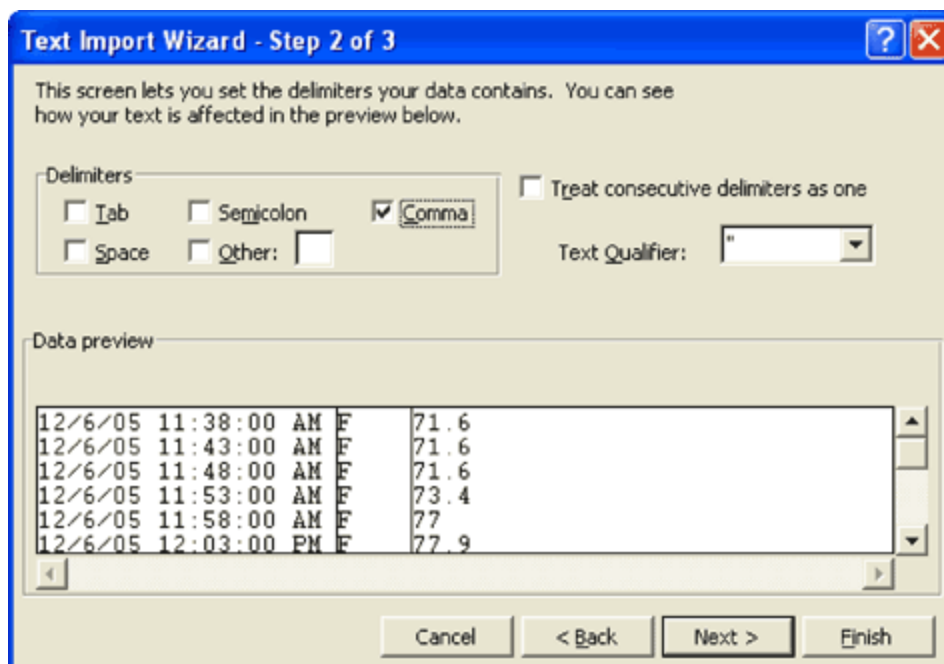 Text Import Wizard - Step 2 of 3
This screen lets you set the delimiters your data contains. You can see
how your text is affected in the preview below.
Delimiters
Tab Semicolon Comma
Space Other:
Treat consecutive delimiters as one
Text Qualifier: "
Data preview
12/6/05 11:38:00 AM F 71.6
12/6/05 11:43:00 AM F 71.6
12/6/05 11:48:00 AM F 71.6
12/6/05 11:53:00 AM F 73.4
12/6/05 11:58:00 AM F 77
12/6/05 12:03:00 PM F 77.9
Cancel < Back Next > Finish